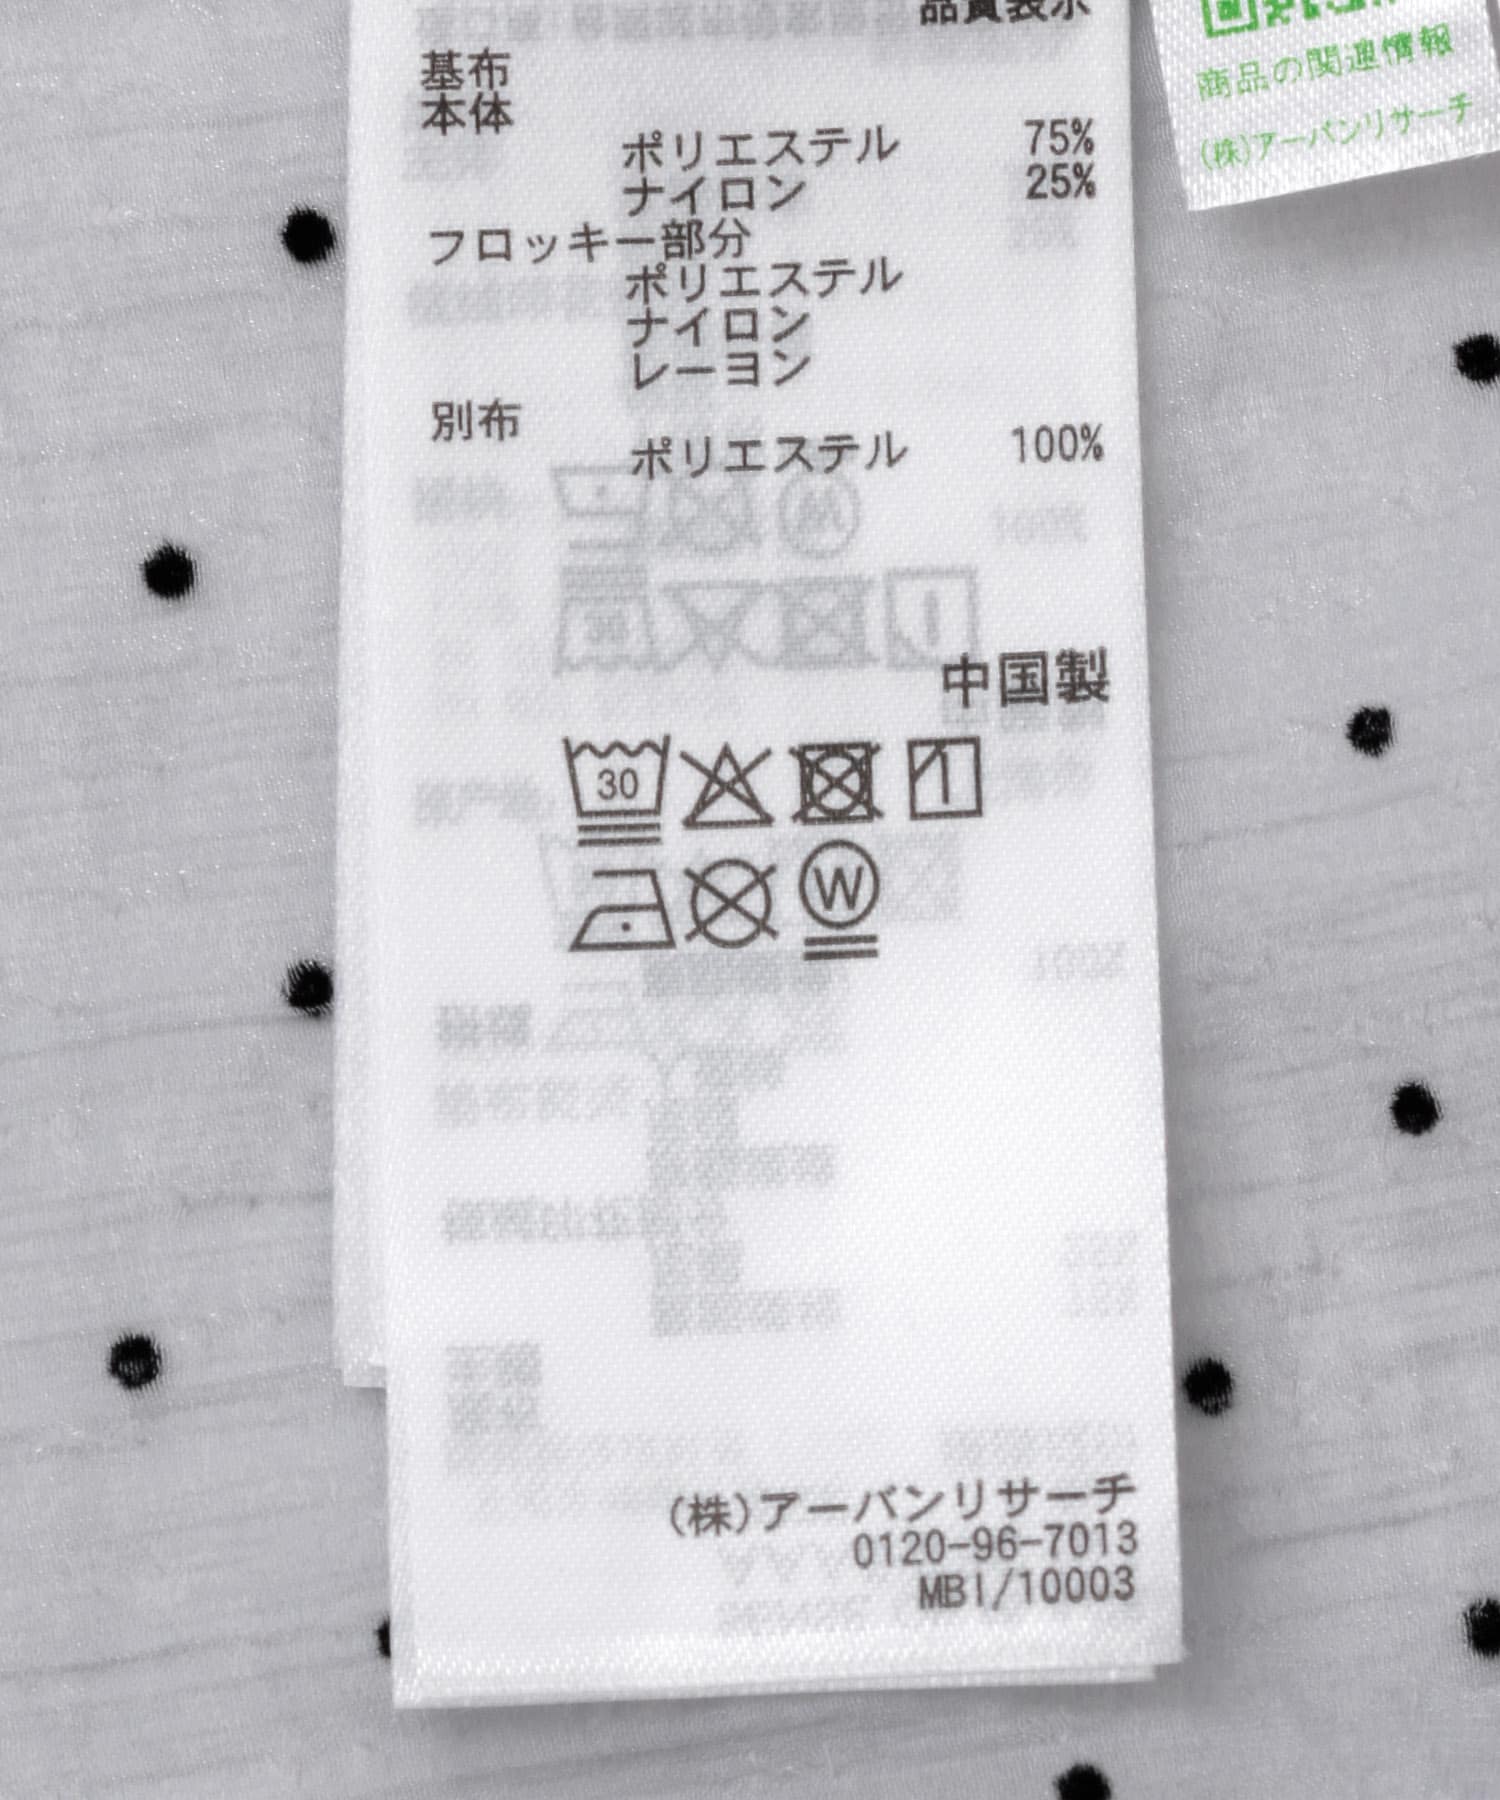 品質表示
基布
本体
ポリエステル 75%
ナイロン 25%
フロッキー部分
ポリエステル
ナイロン
レーヨン
別布
ポリエステル 100%
中国製
30
W
(株)アーバンリサーチ
0120-96-7013
MBI/10003
商品の関連情報
(株)アーバンリサーチ